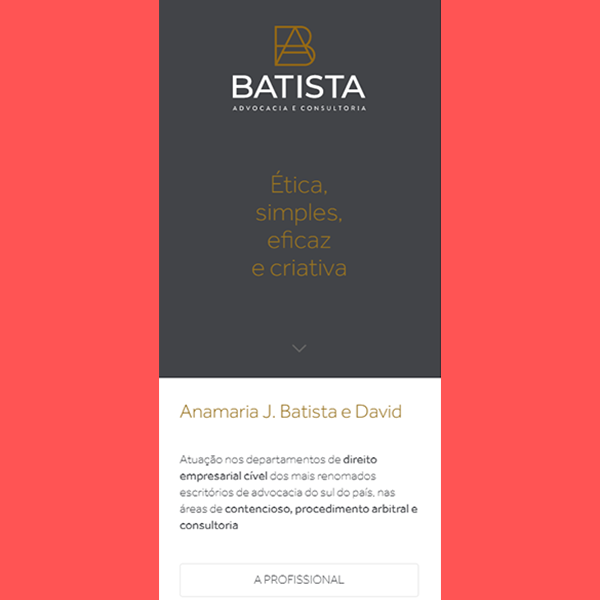 BATISTA
ADVOCACIA E CONSULTORIA
Ética,
simples,
eficaz
e criativa
Anamaria J. Batista e David
Atuação nos departamentos de direito
empresarial cível dos mais renomados
escritórios de advocacia do sul do país, nas
áreas de contencioso, procedimento arbitral e
consultoria
A PROFISSIONAL